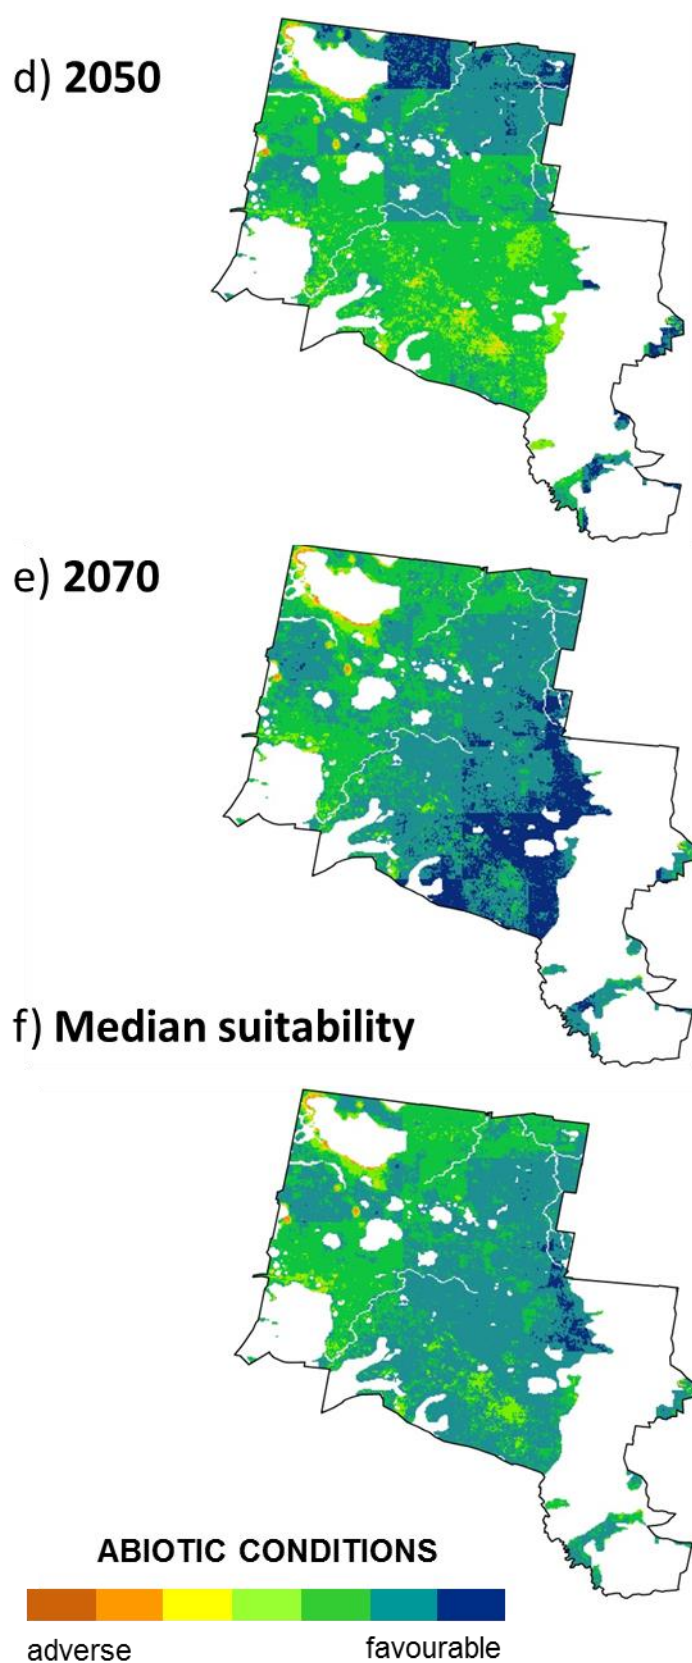 d) 2050
e) 2070
f) Median suitability
ABIOTIC CONDITIONS
adverse favourable